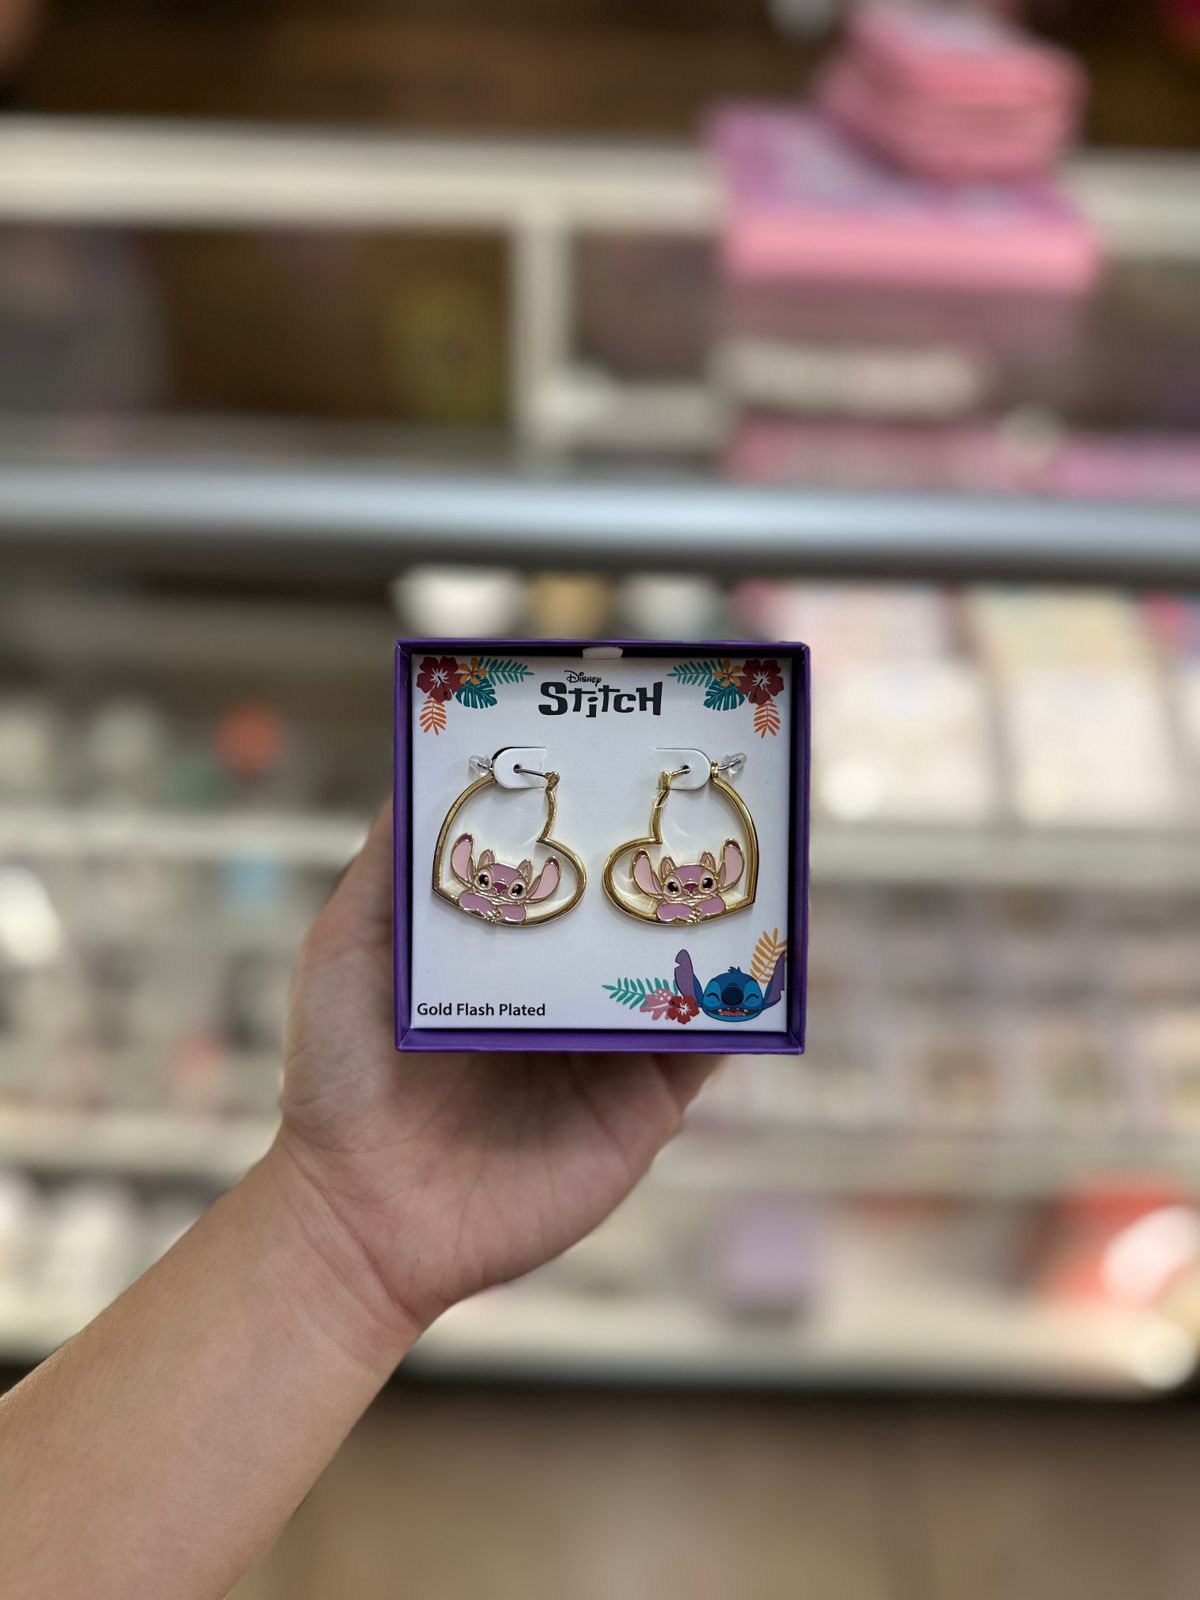 Disney
Stitch
Gold Flash Plated